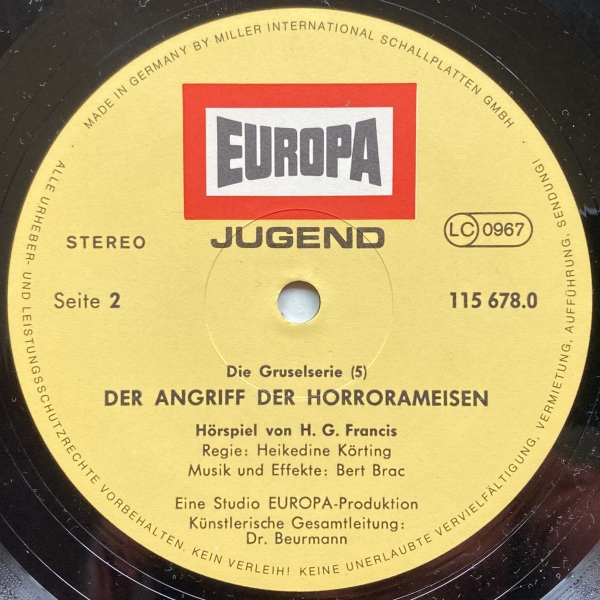 MADE IN GERMANY BY MILLER INTERNATIONAL SCHALLPLATTEN GMBH
EUROPA
JUGEND
STEREO
LC 0967
Seite 2
115 678.0
Die Gruselserie (5)
DER ANGRIFF DER HORRORAMEISEN
Hörspiel von H. G. Francis
Regie: Heikedine Körting
Musik und Effekte: Bert Brac
Eine Studio EUROPA-Produktion
Künstlerische Gesamtleitung:
Dr. Beurmann
ALLE URHEBER- UND LEISTUNGSSCHUTZRECHTE VORBEHALTEN. KEIN VERLEIH! KEINE UNERLAUBTE VERVIELFÄLTIGUNG, VERMIETUNG, AUFFÜHRUNG, SENDUNG!